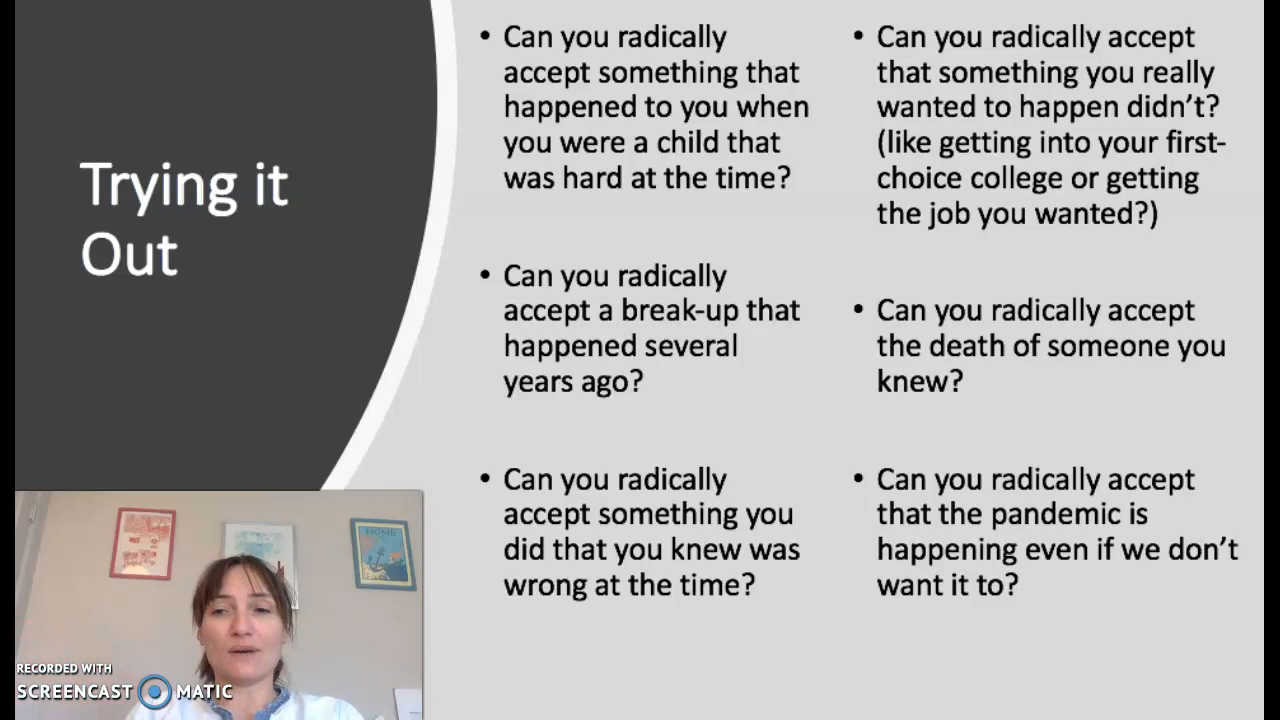 Trying it
Out
• Can you radically
accept something that
happened to you when
you were a child that
was hard at the time?
• Can you radically
accept a break-up that
happened several
years ago?
• Can you radically
accept something you
did that you knew was
wrong at the time?
• Can you radically accept
that something you really
wanted to happen didn’t?
(like getting into your first-
choice college or getting
the job you wanted?)
• Can you radically accept
the death of someone you
knew?
• Can you radically accept
that the pandemic is
happening even if we don’t
want it to?
HOME
RECORDED WITH
SCREENCAST MATIC